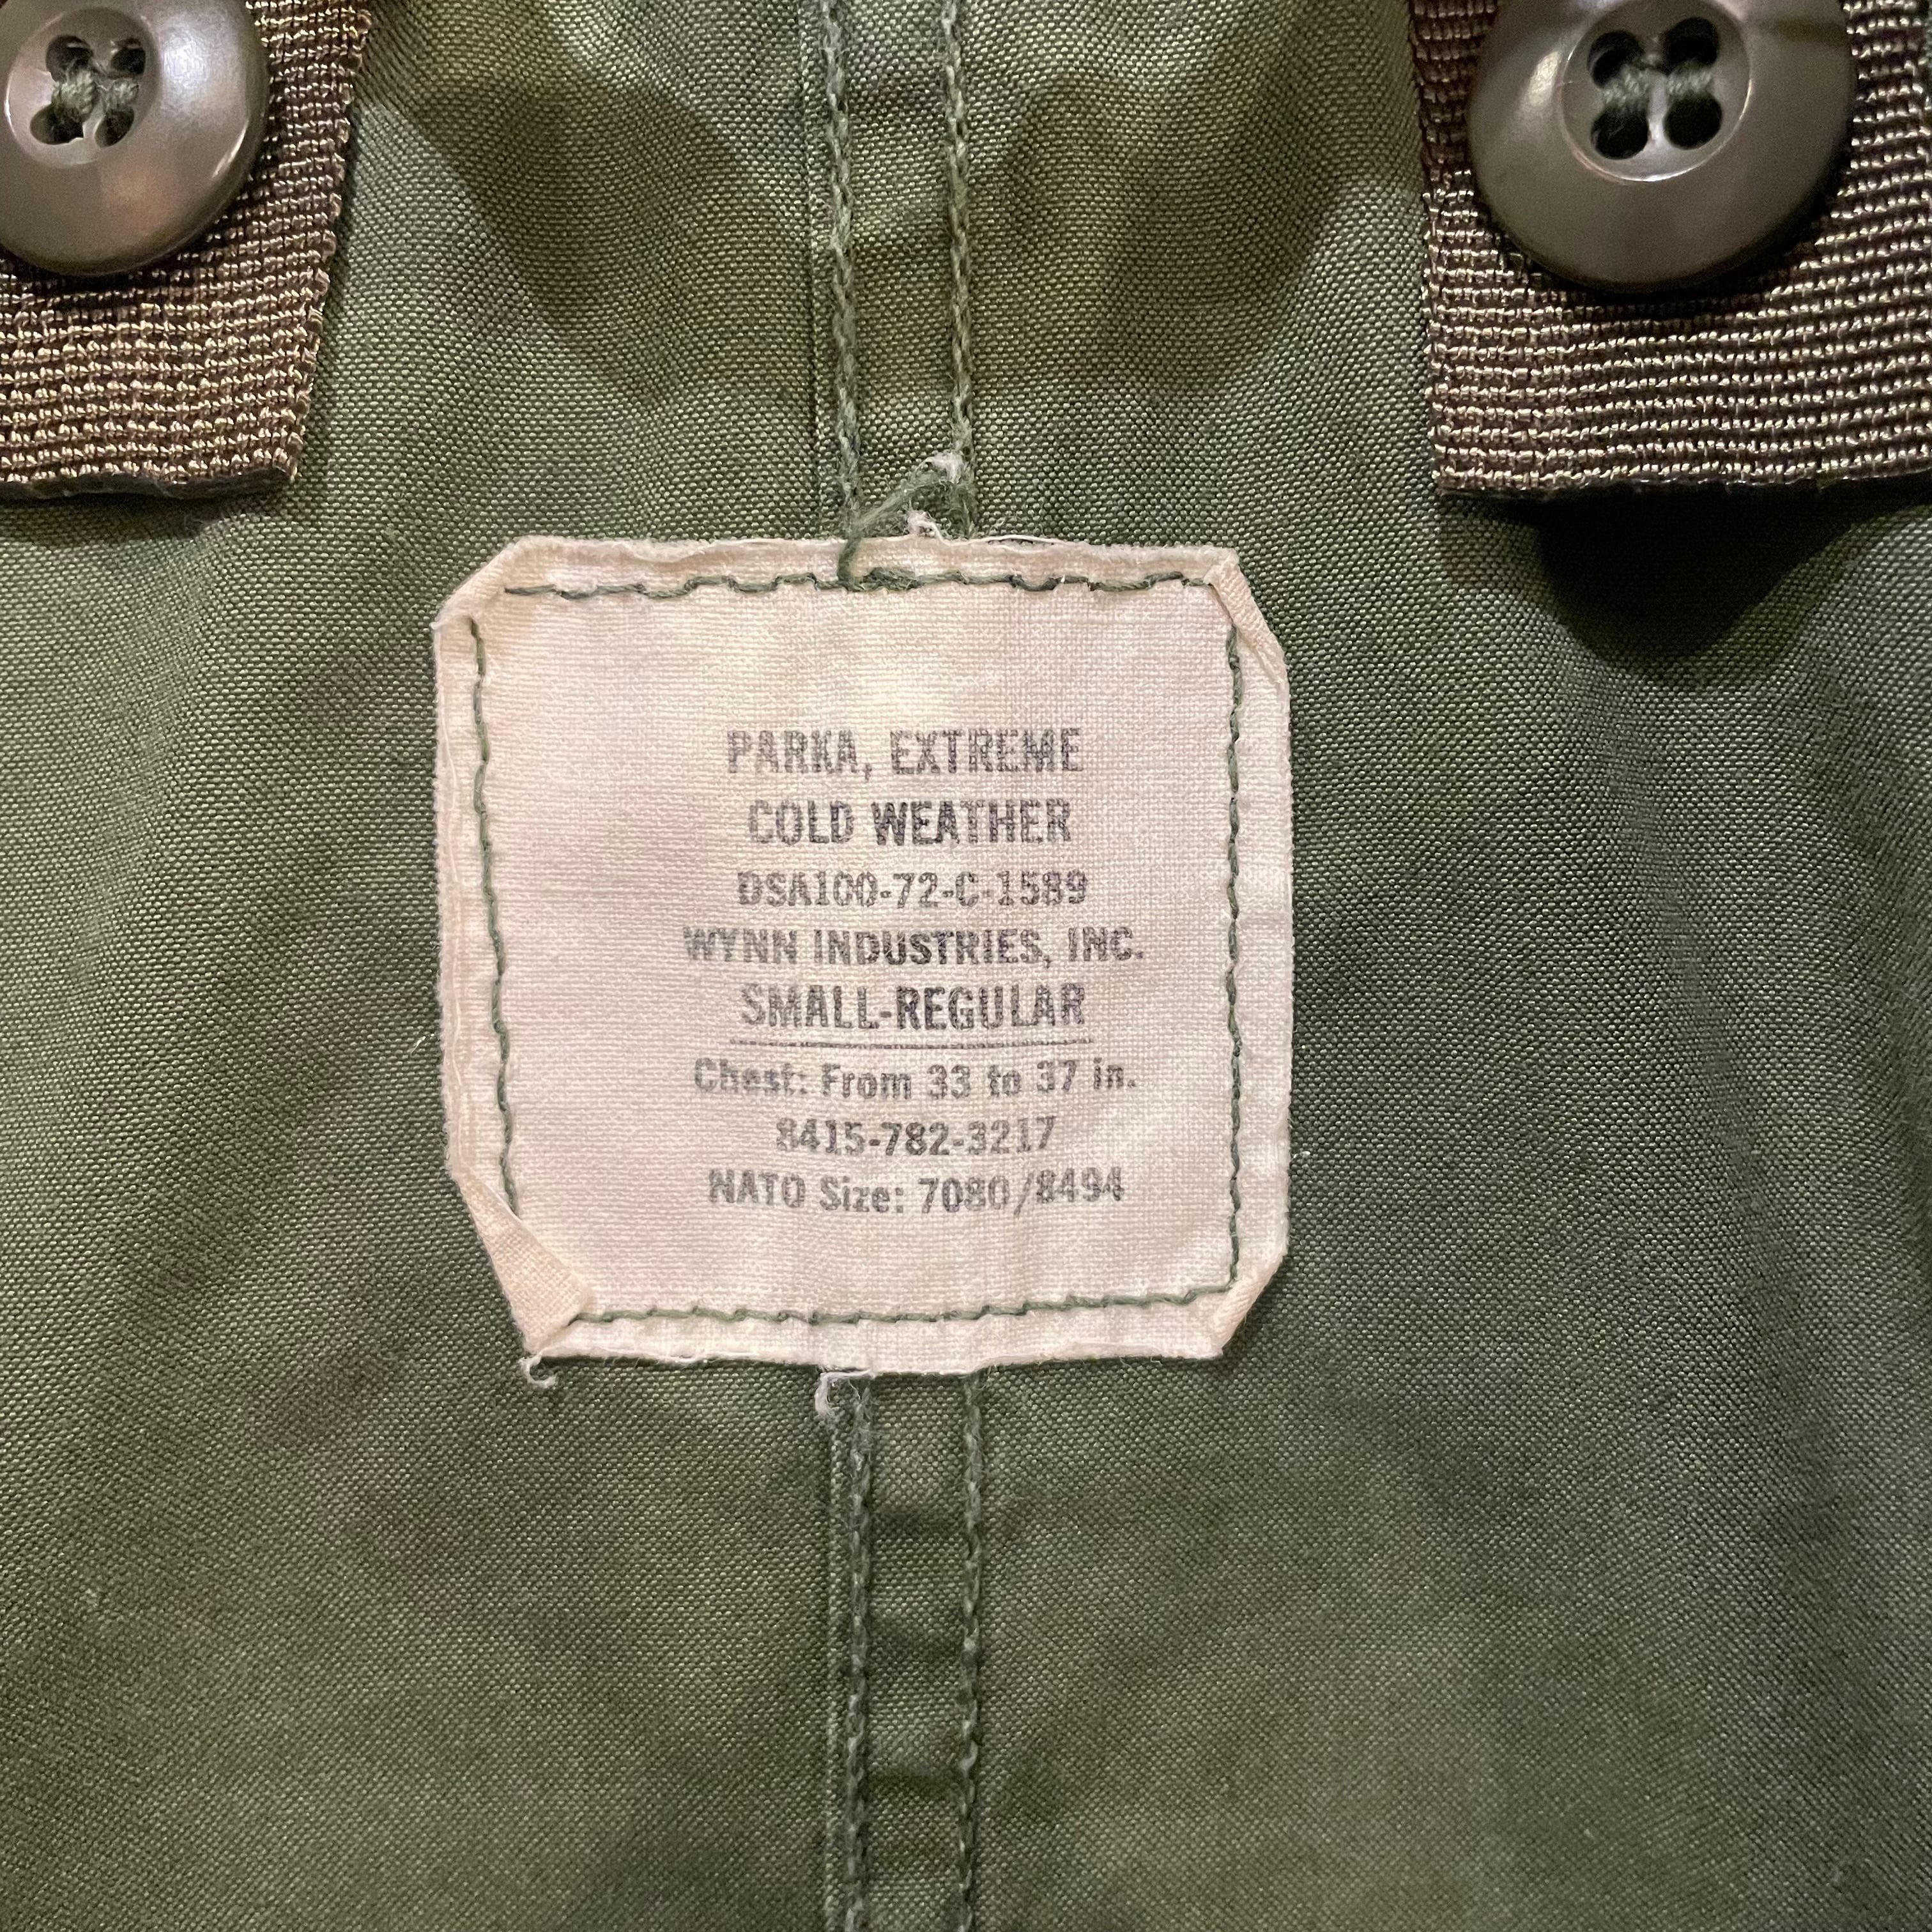 PARKA, EXTREME
COLD WEATHER
DSA100-72-C-1589
WYNN INDUSTRIES, INC.
SMALL-REGULAR
Chest: From 33 to 37 in.
8415-782-3217
NATO Size: 7080/8494